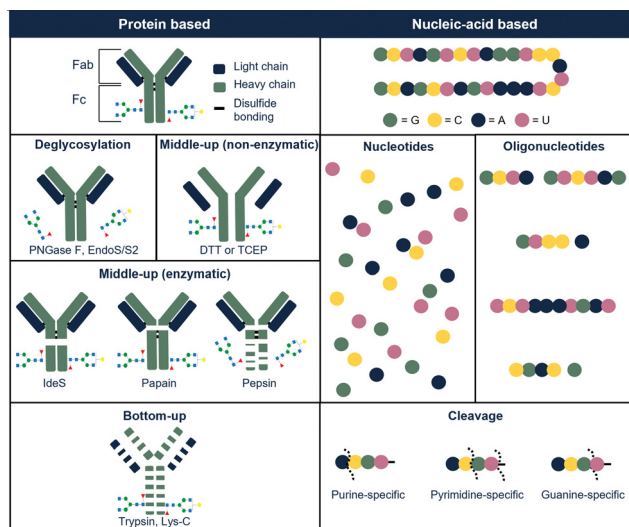 Protein based
Nucleic-acid based
Fab
Fc
Light chain
Heavy chain
Disulfide
bonding
= G = C = A = U
Deglycosylation
PNGase F, EndoS/S2
Middle-up (non-enzymatic)
DTT or TCEP
Nucleotides
Oligonucleotides
Middle-up (enzymatic)
IdeS
Papain
Pepsin
Bottom-up
Trypsin, Lys-C
Cleavage
Purine-specific
Pyrimidine-specific
Guanine-specific